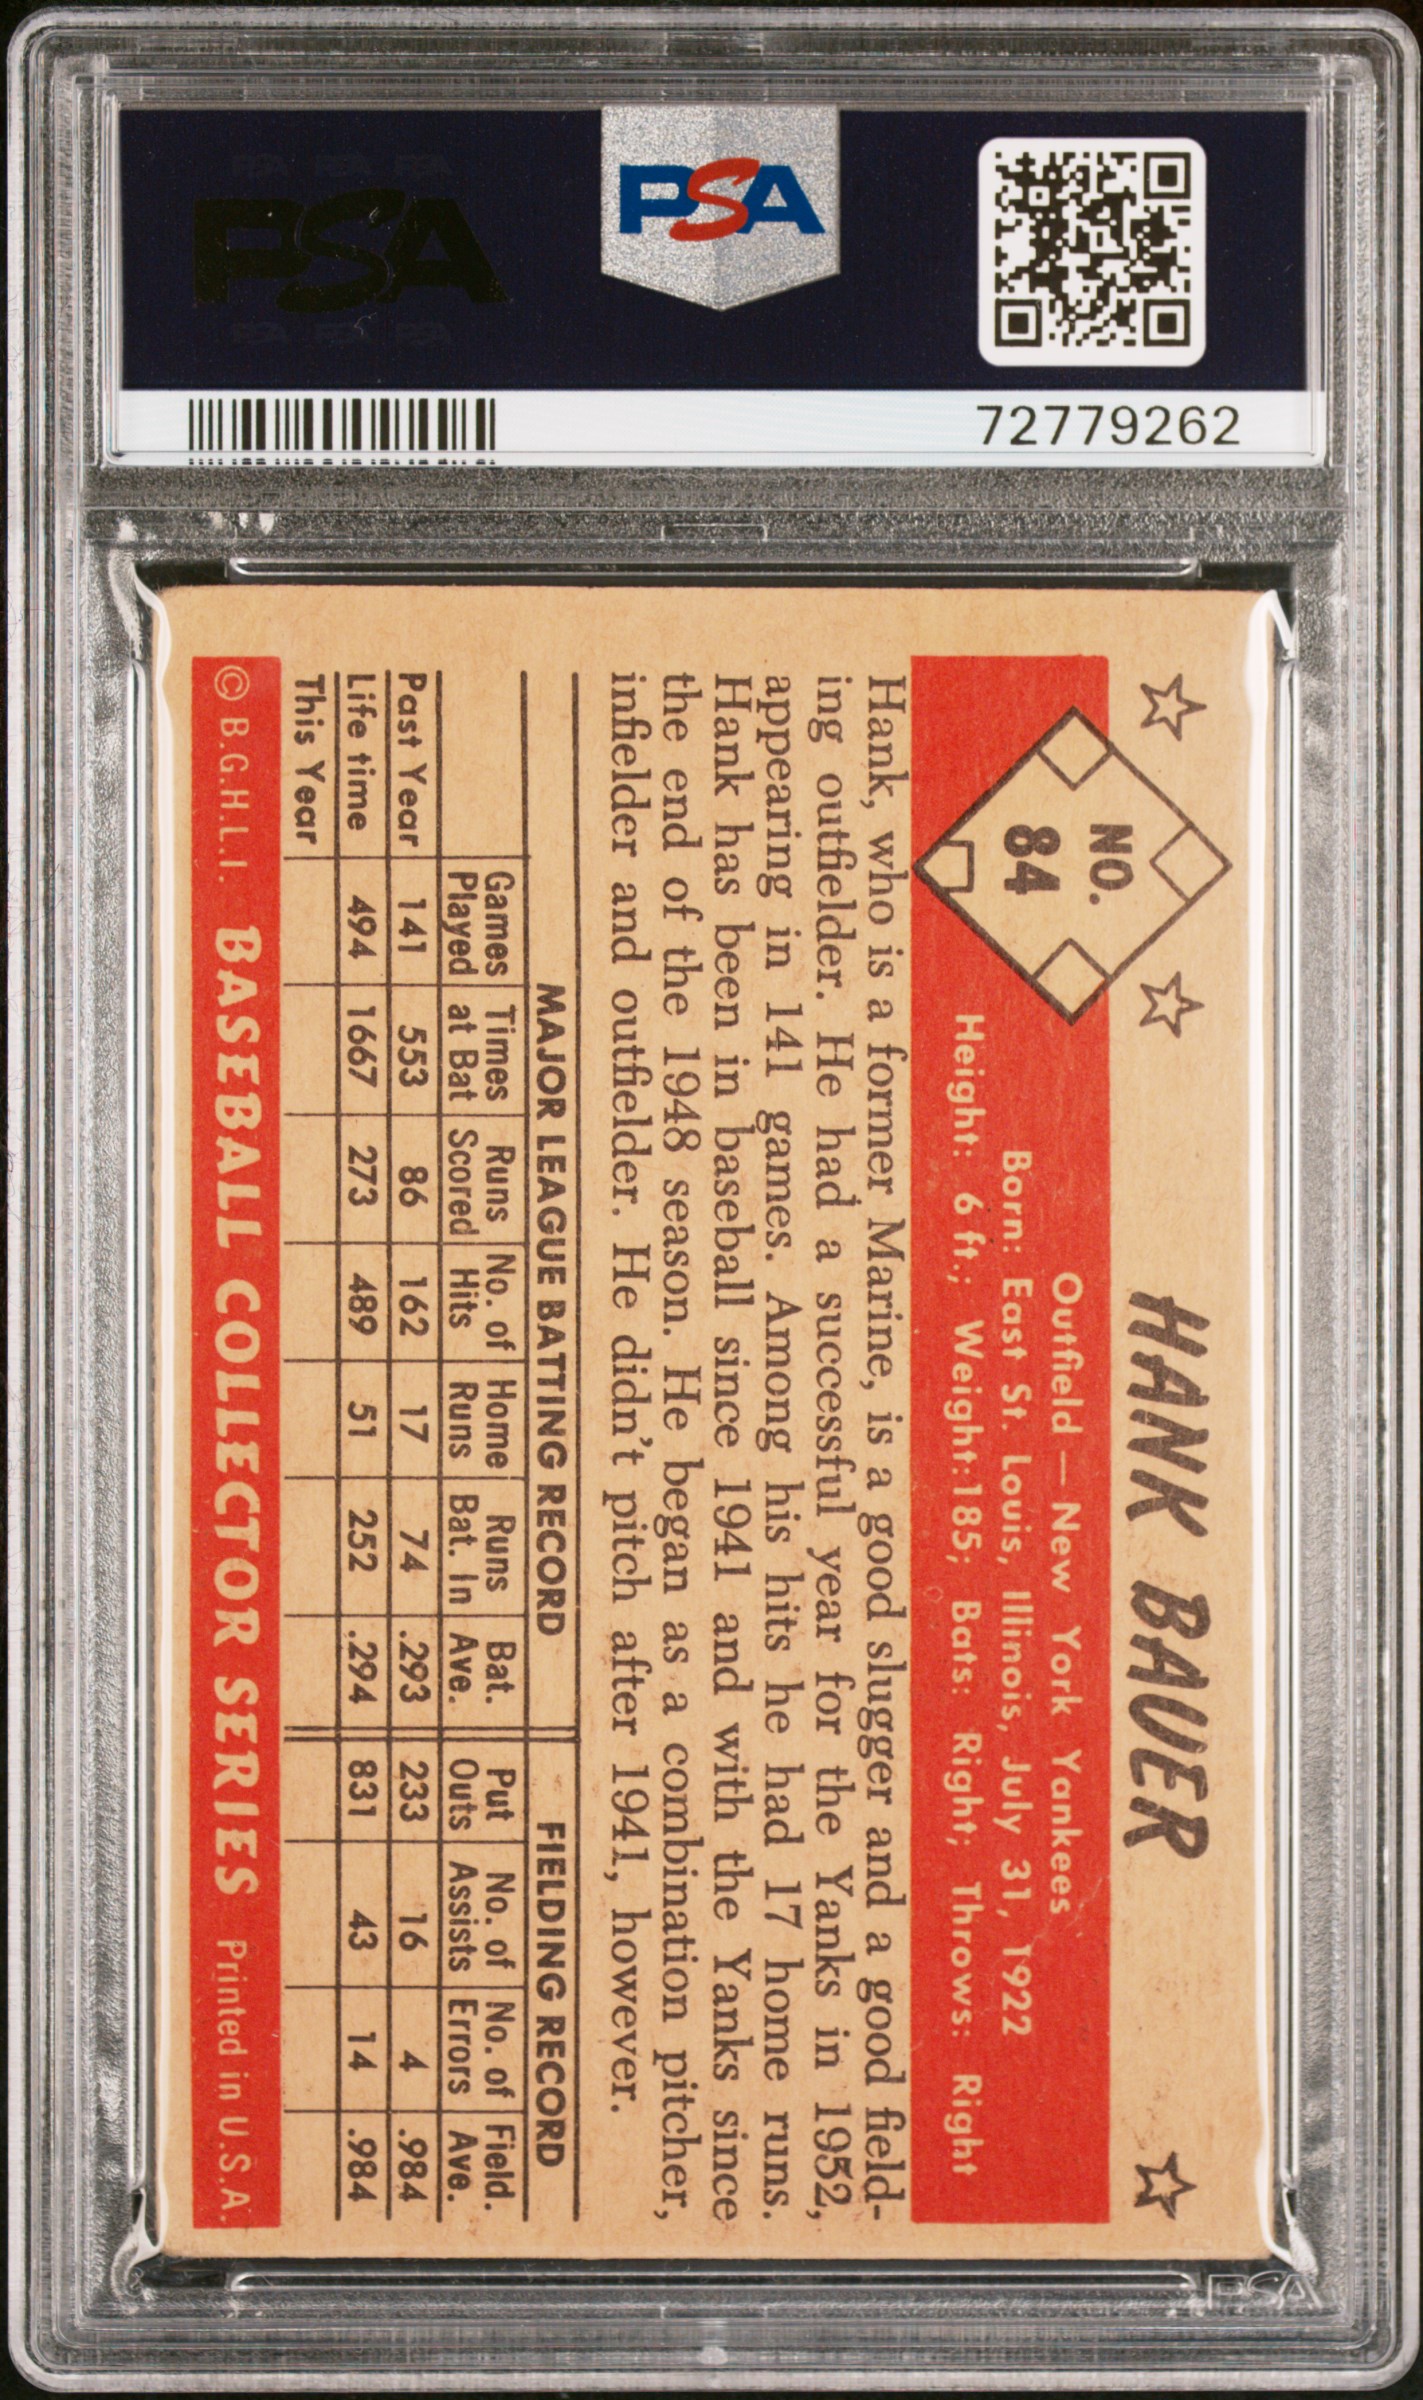 PSA
PSA
72779262
NO.
84
HANK BAUER
Outfield — New York Yankees
Born: East St. Louis, Illinois, July 31, 1922
Height: 6 ft.; Weight:185; Bats: Right; Throws: Right
Hank, who is a former Marine, is a good slugger and a good field-
ing outfielder. He had a successful year for the Yanks in 1952,
appearing in 141 games. Among his hits he had 17 home runs.
Hank has been in baseball since 1941 and with the Yanks since
the end of the 1948 season. He began as a combination pitcher,
infielder and outfielder. He didn't pitch after 1941, however.
MAJOR LEAGUE BATTING RECORD FIELDING RECORD
Games Times Runs No. of Home Runs Bat. Put No. of No. of Field.
Played at Bat Scored Hits Runs Bat. In Ave. Outs Assists Errors Ave.
Past Year 141 553 86 162 17 74 .293 233 16 4 .984
Life time 494 1667 273 489 51 252 .294 831 43 14 .984
This Year
© B.G.H.L.I. BASEBALL COLLECTOR SERIES Printed in U.S.A.
PSA